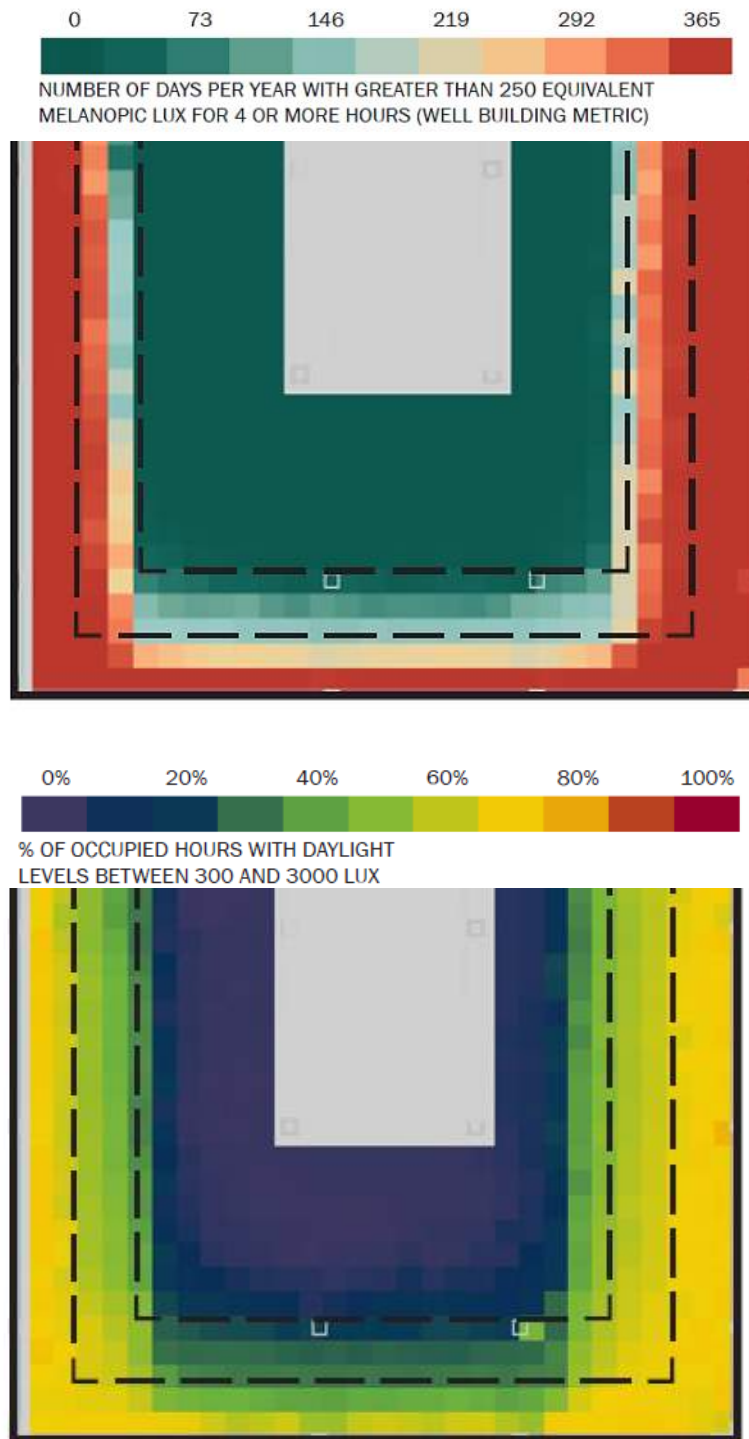 0 73 146 219 292 365
NUMBER OF DAYS PER YEAR WITH GREATER THAN 250 EQUIVALENT
MELANOPIC LUX FOR 4 OR MORE HOURS (WELL BUILDING METRIC)
0% 20% 40% 60% 80% 100%
% OF OCCUPIED HOURS WITH DAYLIGHT
LEVELS BETWEEN 300 AND 3000 LUX